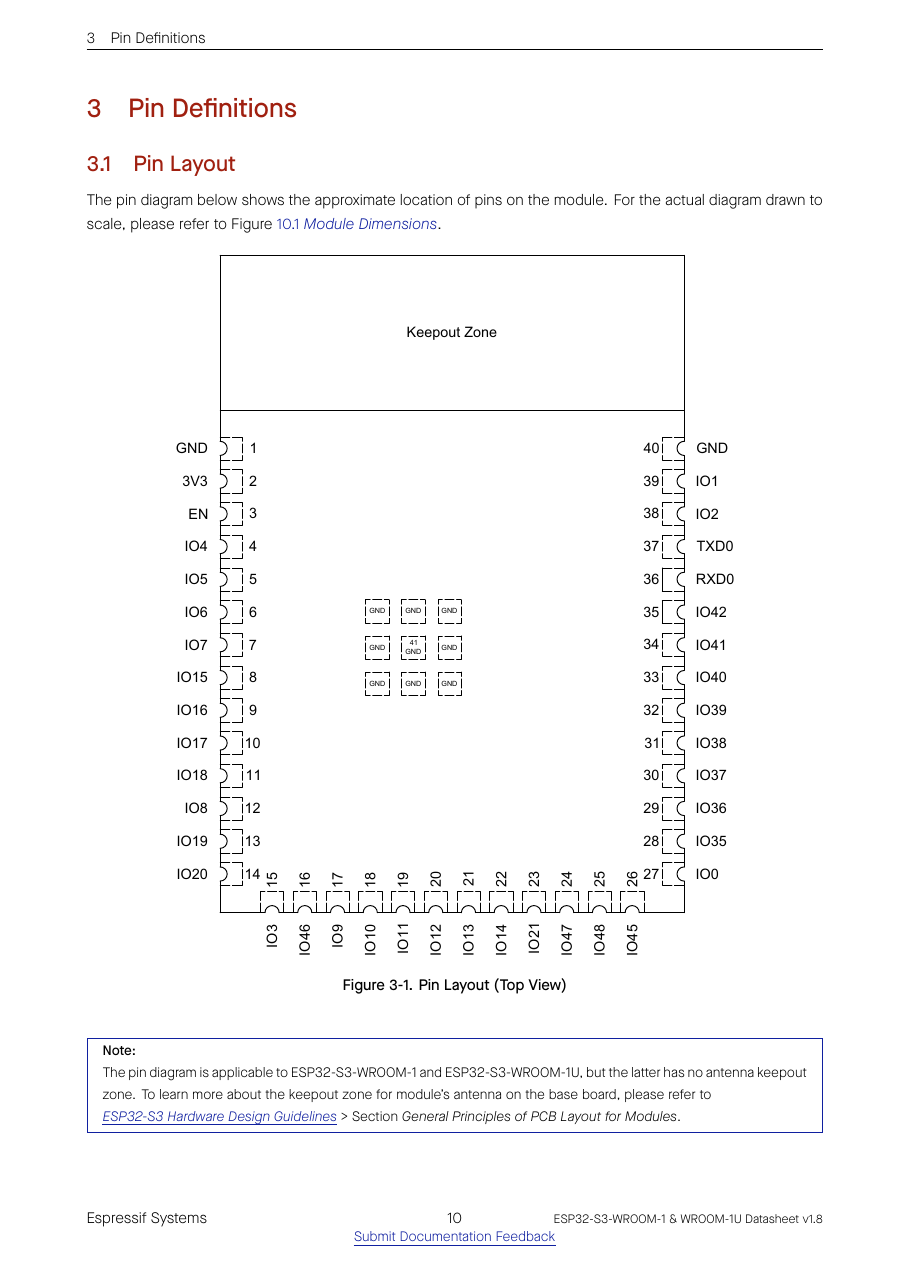 3 Pin Definitions
3 Pin Definitions
3.1 Pin Layout
The pin diagram below shows the approximate location of pins on the module. For the actual diagram drawn to
scale, please refer to Figure 10.1 Module Dimensions.
Keepout Zone
GND 1 40 GND
3V3 2 39 IO1
EN 3 38 IO2
IO4 4 37 TXD0
IO5 5 36 RXD0
IO6 6 GND GND GND 35 IO42
IO7 7 GND 41 GND GND 34 IO41
IO15 8 GND GND GND 33 IO40
IO16 9 32 IO39
IO17 10 31 IO38
IO18 11 30 IO37
IO8 12 29 IO36
IO19 13 28 IO35
IO20 14 27 IO0
15 16 17 18 19 20 21 22 23 24 25 26
IO3 IO46 IO9 IO10 IO11 IO12 IO13 IO14 IO21 IO47 IO48 IO45
Figure 3-1. Pin Layout (Top View)
Note:
The pin diagram is applicable to ESP32-S3-WROOM-1 and ESP32-S3-WROOM-1U, but the latter has no antenna keepout
zone. To learn more about the keepout zone for module's antenna on the base board, please refer to
ESP32-S3 Hardware Design Guidelines > Section General Principles of PCB Layout for Modules.
Espressif Systems 10 ESP32-S3-WROOM-1 & WROOM-1U Datasheet v1.8
Submit Documentation Feedback